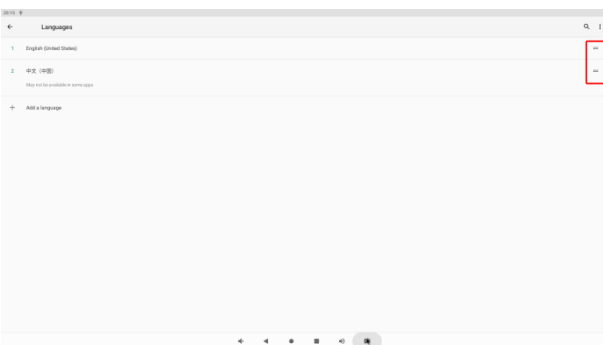 Languages
1 English (United States)
2 中文 (中国)
May not be available in some apps
+ Add a language